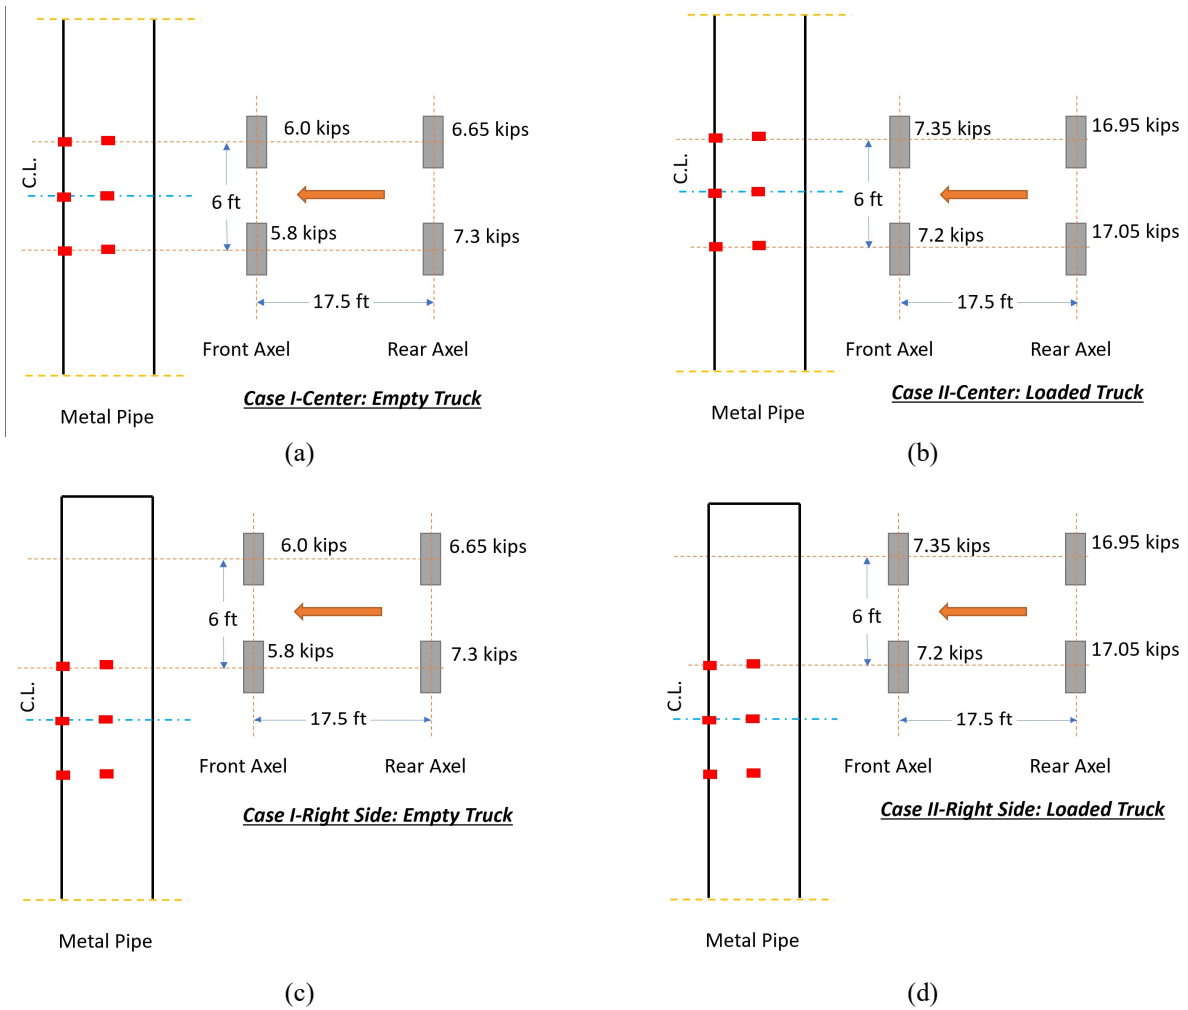 C.L.
6.0 kips
6.65 kips
6 ft
5.8 kips
7.3 kips
17.5 ft
Front Axel
Rear Axel
Case I-Center: Empty Truck
Metal Pipe
(a)
C.L.
7.35 kips
16.95 kips
6 ft
7.2 kips
17.05 kips
17.5 ft
Front Axel
Rear Axel
Case II-Center: Loaded Truck
Metal Pipe
(b)
6.0 kips
6.65 kips
6 ft
5.8 kips
7.3 kips
C.L.
17.5 ft
Front Axel
Rear Axel
Case I-Right Side: Empty Truck
Metal Pipe
(c)
7.35 kips
16.95 kips
6 ft
7.2 kips
17.05 kips
C.L.
17.5 ft
Front Axel
Rear Axel
Case II-Right Side: Loaded Truck
Metal Pipe
(d)